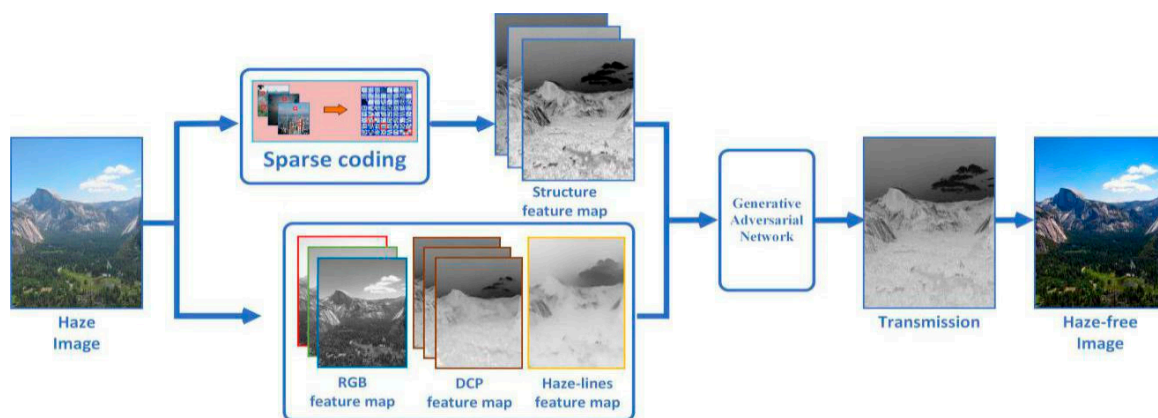 Haze
Image
Sparse coding
Structure
feature map
RGB
feature map
DCP
feature map
Haze-lines
feature map
Generative
Adversarial
Network
Transmission
Haze-free
Image